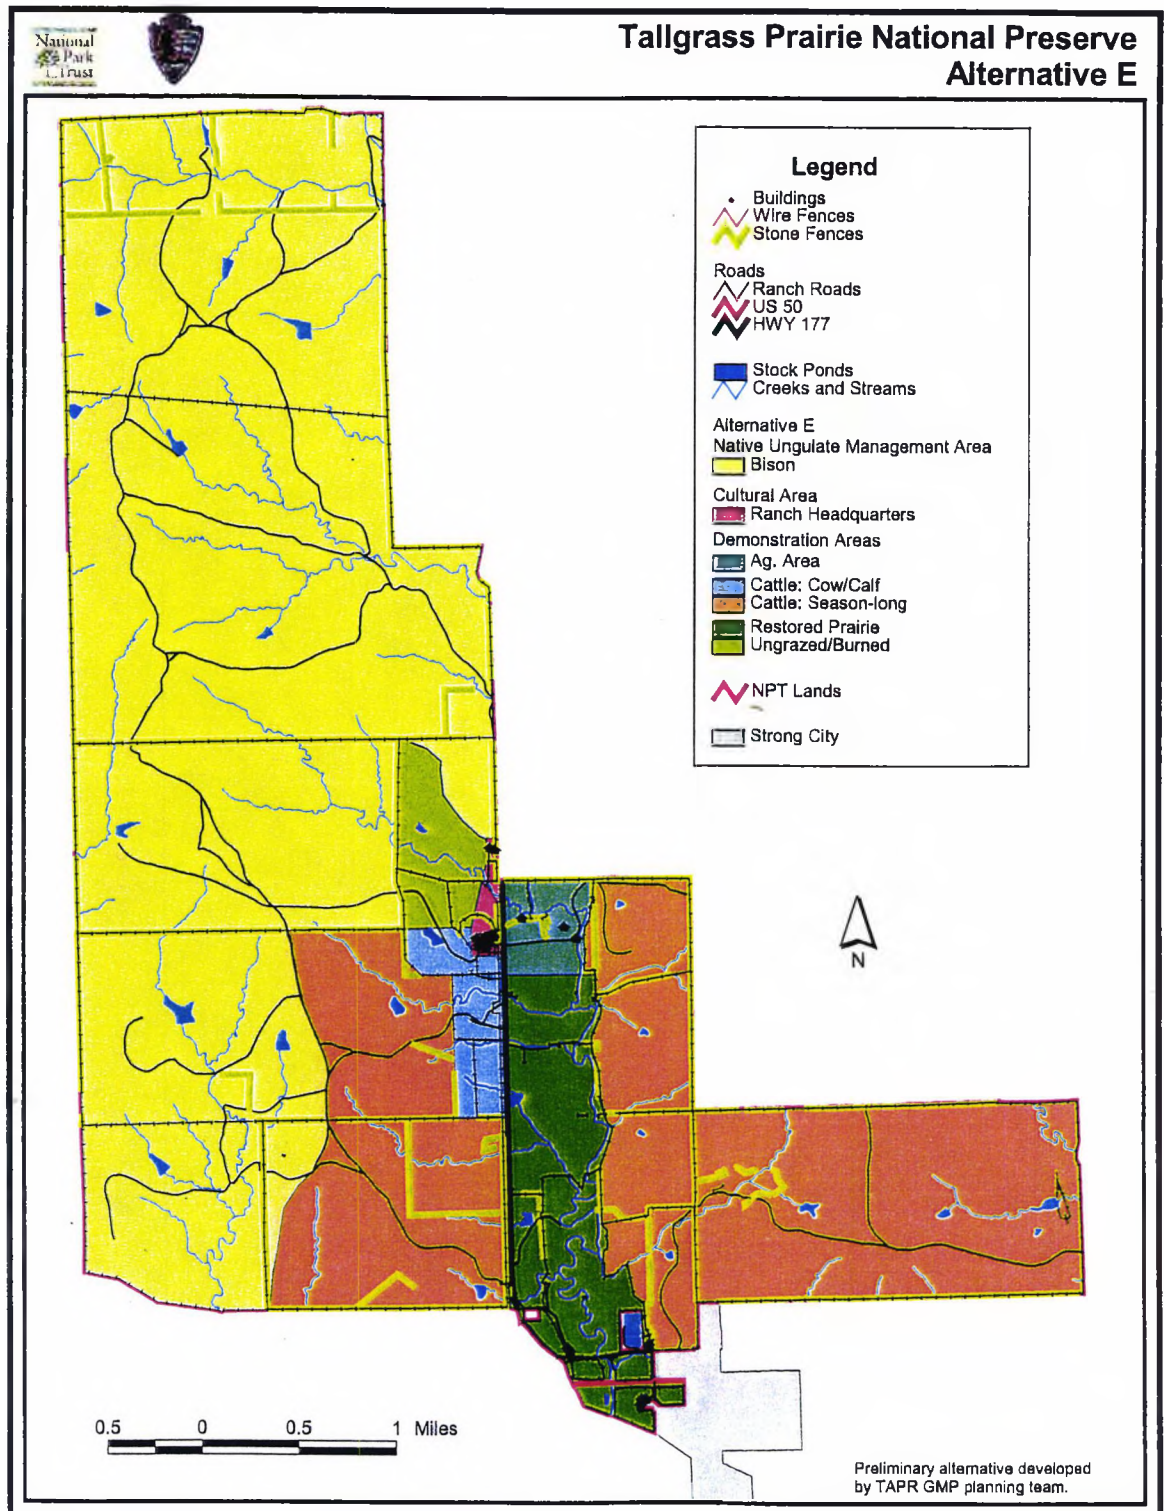 National
Park
Trust
Tallgrass Prairie National Preserve
Alternative E
Legend
Buildings
Wire Fences
Stone Fences
Roads
Ranch Roads
US 50
HWY 177
Stock Ponds
Creeks and Streams
Alternative E
Native Ungulate Management Area
Bison
Cultural Area
Ranch Headquarters
Demonstration Areas
Ag. Area
Cattle: Cow/Calf
Cattle: Season-long
Restored Prairie
Ungrazed/Burned
NPT Lands
Strong City
N
0.5 0 0.5 1 Miles
Preliminary alternative developed
by TAPR GMP planning team.